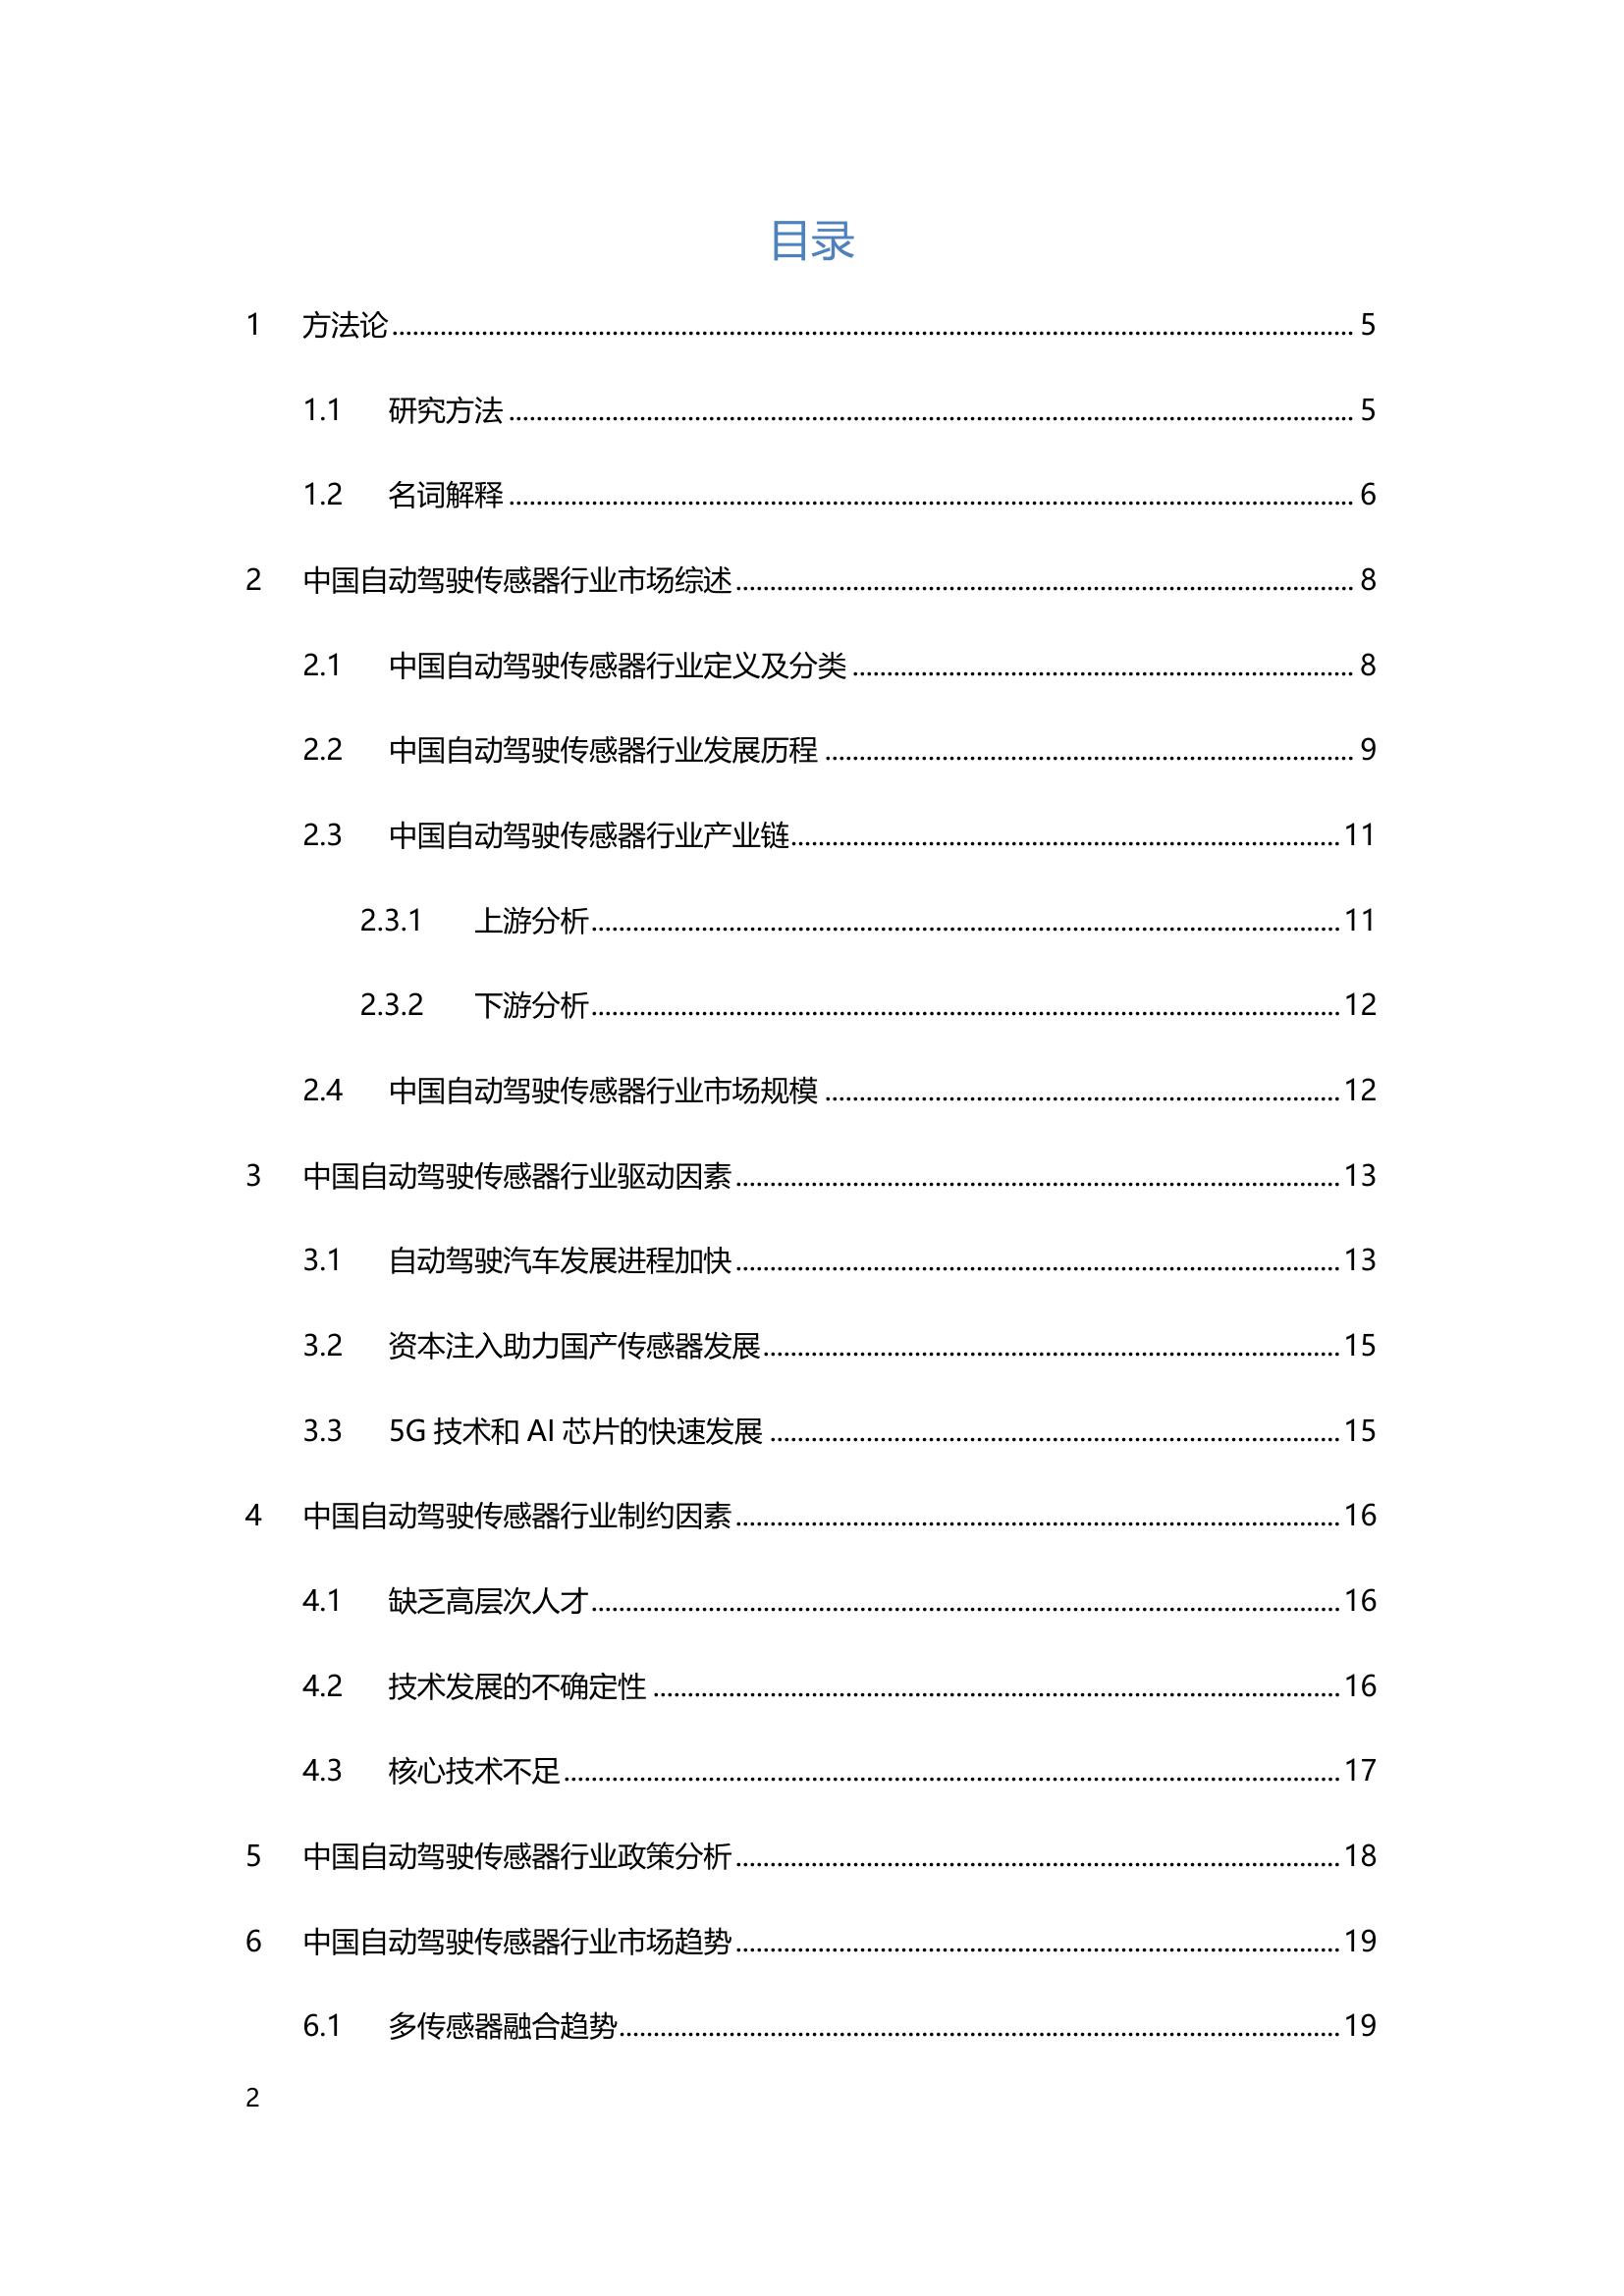 目录
1 方法论 ........ 5
1.1 研究方法 ........ 5
1.2 名词解释 ........ 6
2 中国自动驾驶传感器行业市场综述 ........ 8
2.1 中国自动驾驶传感器行业定义及分类 ........ 8
2.2 中国自动驾驶传感器行业发展历程 ........ 9
2.3 中国自动驾驶传感器行业产业链 ........ 11
2.3.1 上游分析 ........ 11
2.3.2 下游分析 ........ 12
2.4 中国自动驾驶传感器行业市场规模 ........ 12
3 中国自动驾驶传感器行业驱动因素 ........ 13
3.1 自动驾驶汽车发展进程加快 ........ 13
3.2 资本注入助力国产传感器发展 ........ 15
3.3 5G 技术和 AI 芯片的快速发展 ........ 15
4 中国自动驾驶传感器行业制约因素 ........ 16
4.1 缺乏高层次人才 ........ 16
4.2 技术发展的不确定性 ........ 16
4.3 核心技术不足 ........ 17
5 中国自动驾驶传感器行业政策分析 ........ 18
6 中国自动驾驶传感器行业市场趋势 ........ 19
6.1 多传感器融合趋势 ........ 19
2